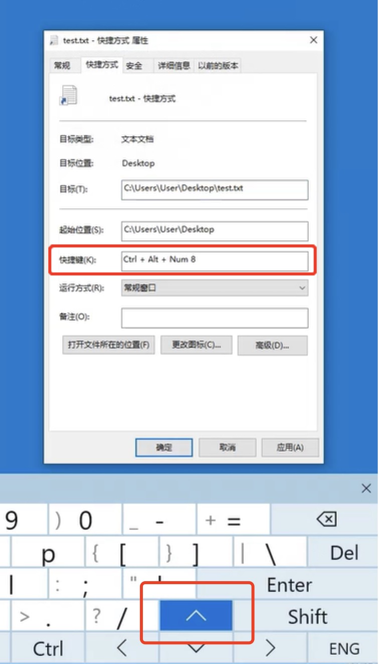 test.txt - 快捷方式 属性
常规 快捷方式 安全 详细信息 以前的版本
test.txt - 快捷方式
目标类型: 文本文档
目标位置: Desktop
目标(T): C:\Users\User\Desktop\test.txt
起始位置(S): C:\Users\User\Desktop
快捷键(K): Ctrl + Alt + Num 8
运行方式(R): 常规窗口
备注(O):
打开文件所在的位置(F) 更改图标(C)... 高级(D)...
确定 取消 应用(A)
9 ) 0 _ - + =
p { [ } ] | \ Del
l : ; " ' Enter
> . ? / Shift
Ctrl ENG